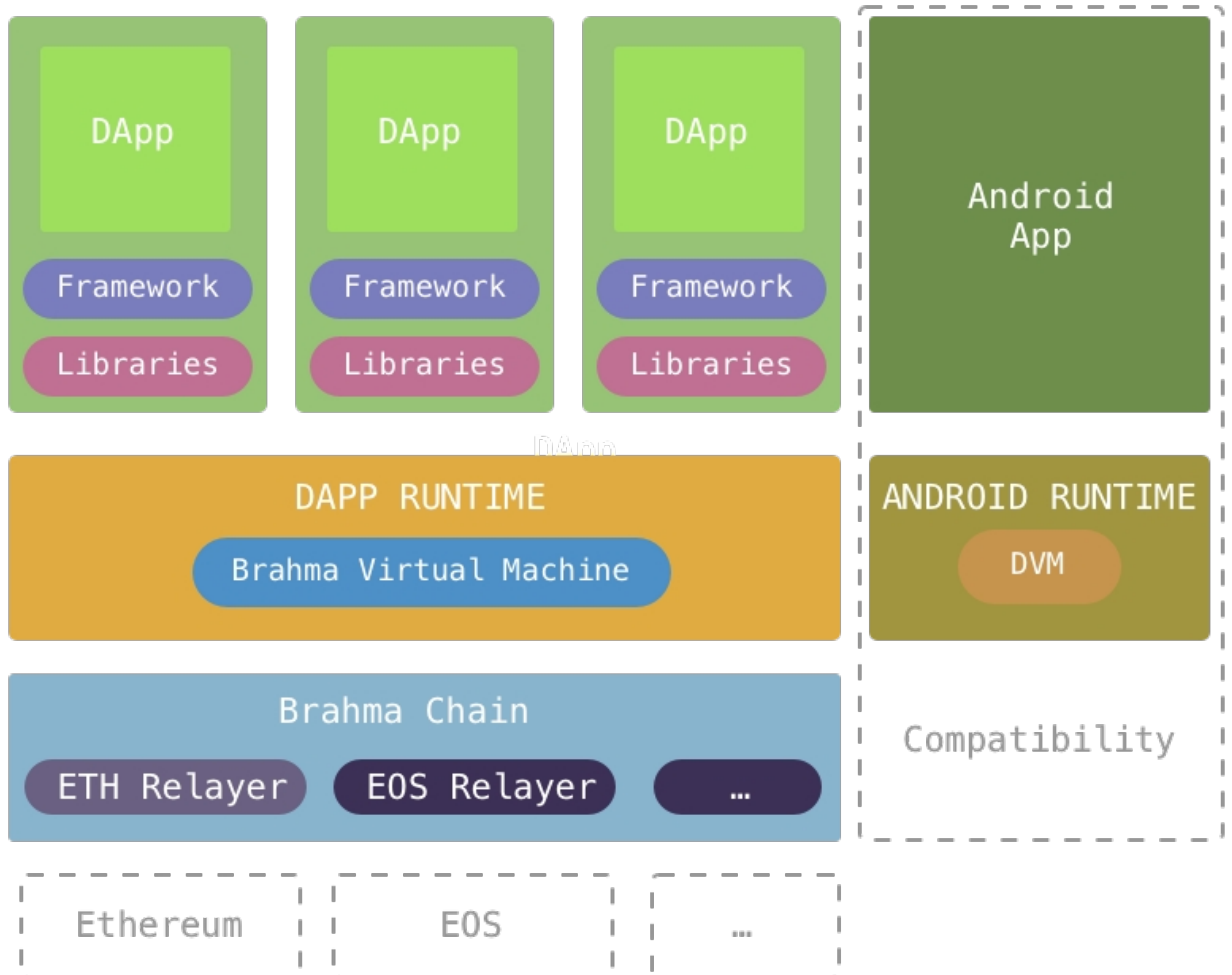 DApp
DApp
DApp
Android
App
Framework
Framework
Framework
Libraries
Libraries
Libraries
DApp
DAPP RUNTIME
ANDROID RUNTIME
Brahma Virtual Machine
DVM
Brahma Chain
Compatibility
ETH Relayer
EOS Relayer
…
Ethereum
EOS
…